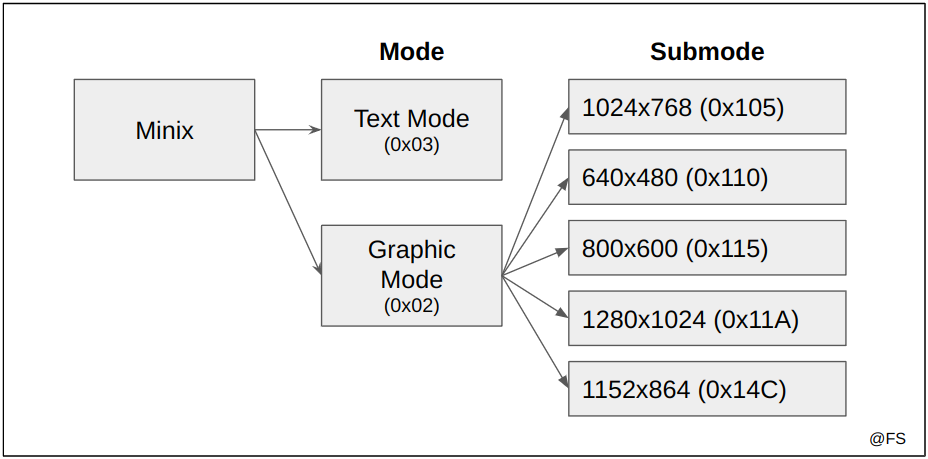 Mode
Submode
Minix
Text Mode
(0x03)
Graphic
Mode
(0x02)
1024x768 (0x105)
640x480 (0x110)
800x600 (0x115)
1280x1024 (0x11A)
1152x864 (0x14C)
@FS